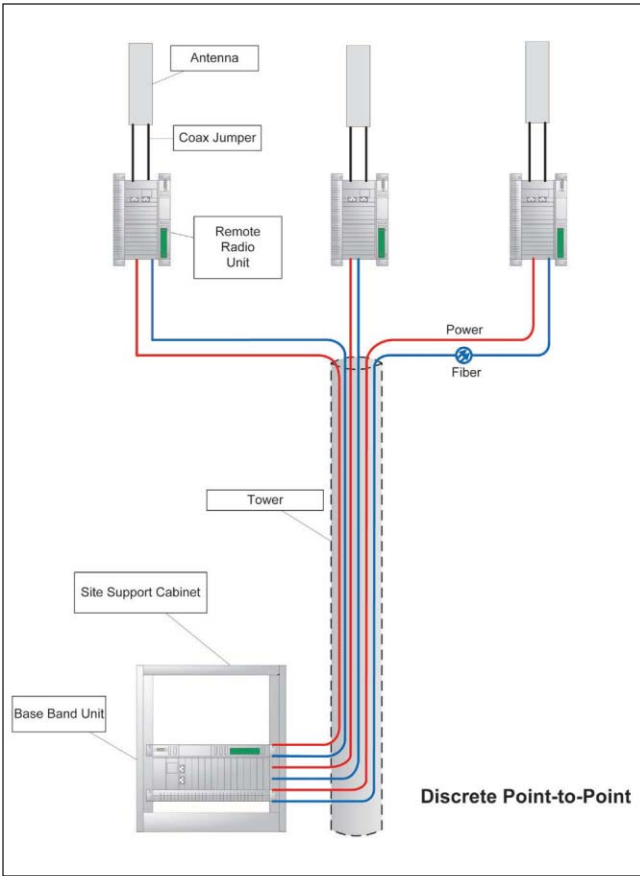 Antenna
Coax Jumper
Remote
Radio
Unit
Power
Fiber
Tower
Site Support Cabinet
Base Band Unit
Discrete Point-to-Point